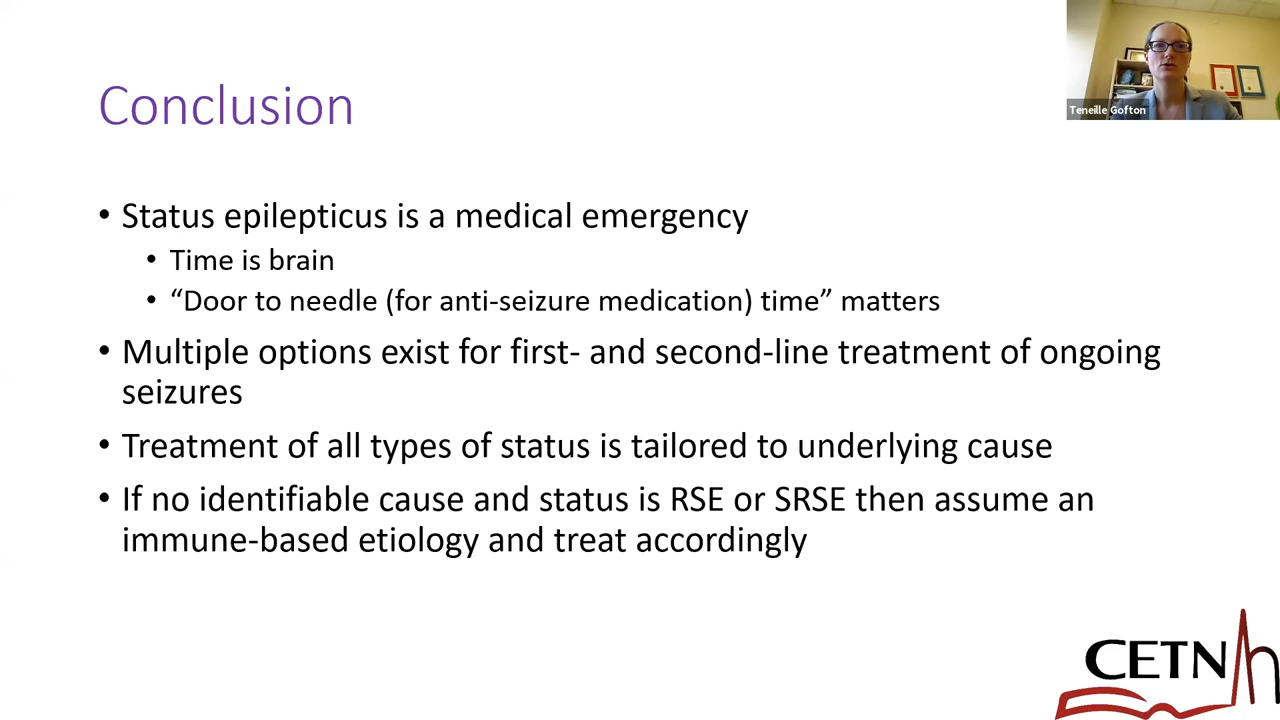 Teneille Gofton
Conclusion
• Status epilepticus is a medical emergency
• Time is brain
• “Door to needle (for anti-seizure medication) time” matters
• Multiple options exist for first- and second-line treatment of ongoing
seizures
• Treatment of all types of status is tailored to underlying cause
• If no identifiable cause and status is RSE or SRSE then assume an
immune-based etiology and treat accordingly
CETN